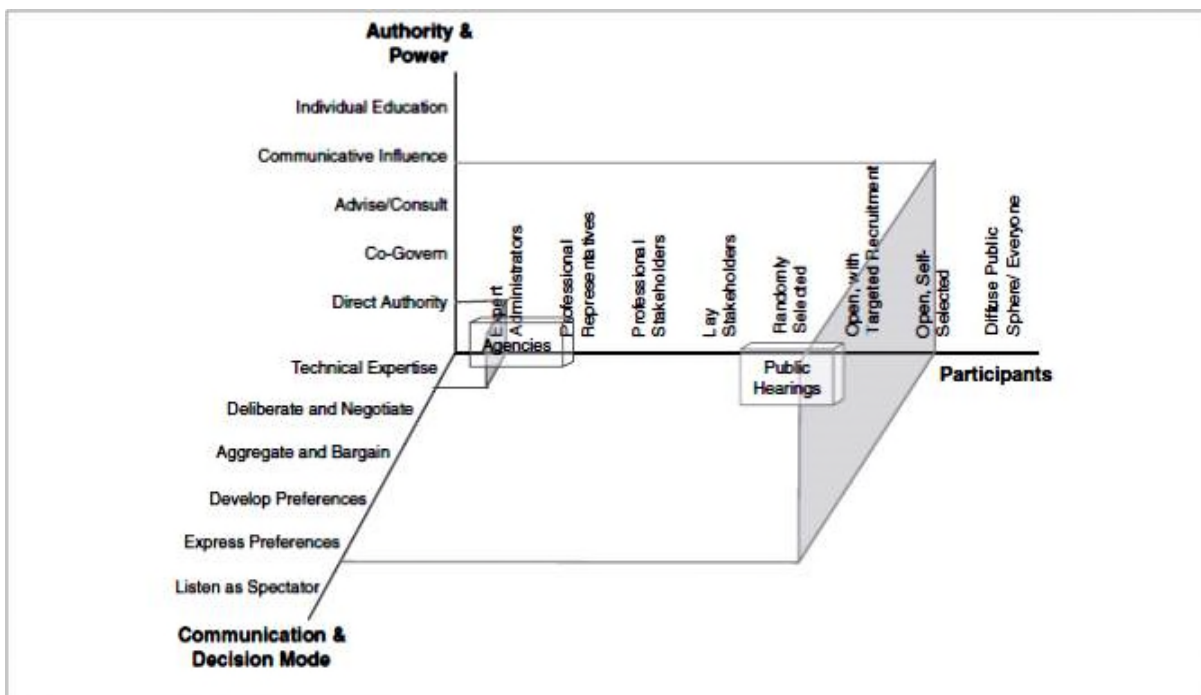 Authority &
Power
Individual Education
Communicative Influence
Advise/Consult
Co-Govern
Direct Authority
Expert
Administrators
Professional
Representatives
Professional
Stakeholders
Lay
Stakeholders
Randomly
Selected
Open, with
Targeted Recruitment
Open, Self-
Selected
Diffuse Public
Sphere/ Everyone
Agencies
Public
Hearings
Participants
Technical Expertise
Deliberate and Negotiate
Aggregate and Bargain
Develop Preferences
Express Preferences
Listen as Spectator
Communication &
Decision Mode